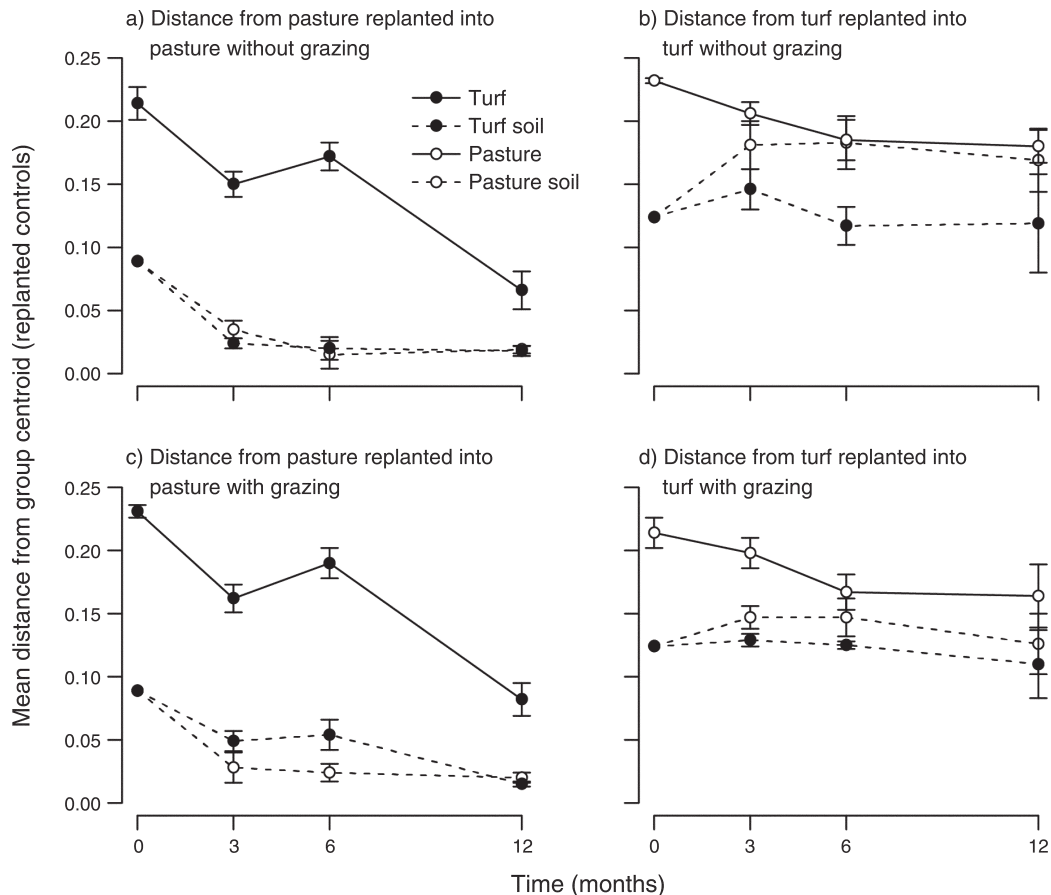 a) Distance from pasture replanted into
pasture without grazing
b) Distance from turf replanted into
turf without grazing
0.25
0.20
0.15
0.10
0.05
0.00
Turf
Turf soil
Pasture
Pasture soil
Mean distance from group centroid (replanted controls)
c) Distance from pasture replanted into
pasture with grazing
d) Distance from turf replanted into
turf with grazing
0.25
0.20
0.15
0.10
0.05
0.00
0 3 6 12
0 3 6 12
Time (months)